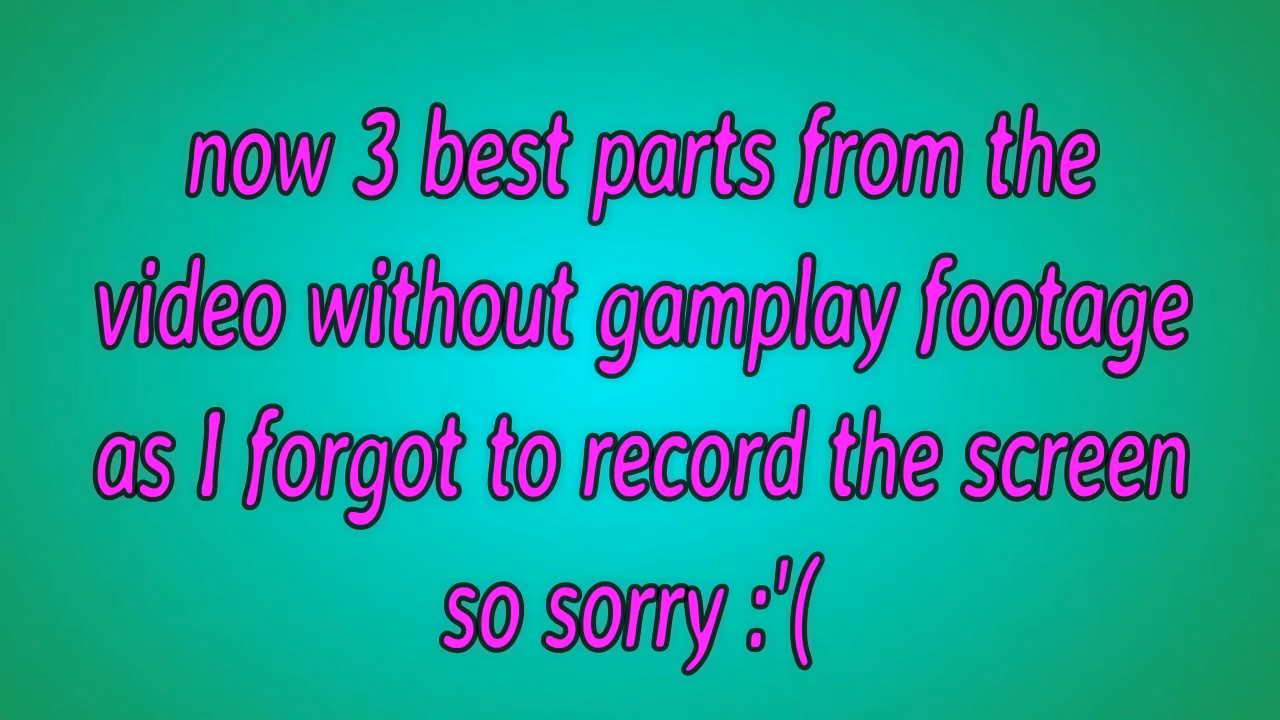 now 3 best parts from the
video without gamplay footage
as I forgot to record the screen
so sorry :'(